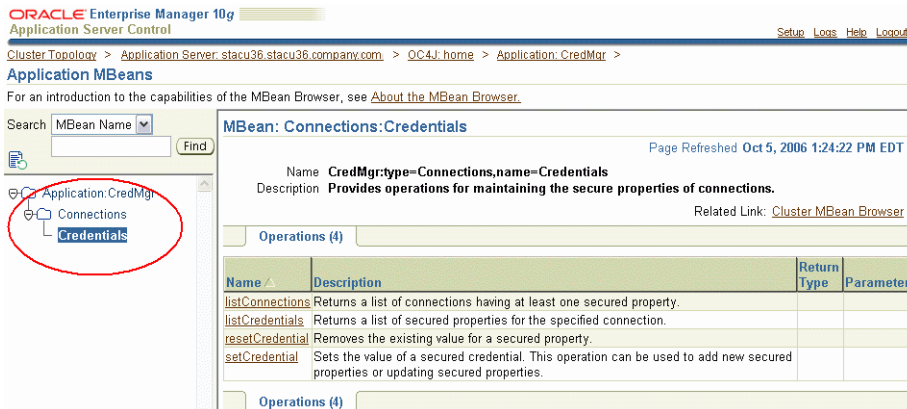 ORACLE Enterprise Manager 10g
Application Server Control
Setup Logs Help Logout
Cluster Topology > Application Server: stacu36.stacu36.company.com > OC4J: home > Application: CredMgr >
Application MBeans
For an introduction to the capabilities of the MBean Browser, see About the MBean Browser.
Search MBean Name
Find
Application:CredMgr
Connections
Credentials
MBean: Connections:Credentials
Page Refreshed Oct 5, 2006 1:24:22 PM EDT
Name CredMgr:type=Connections,name=Credentials
Description Provides operations for maintaining the secure properties of connections.
Related Link: Cluster MBean Browser
Operations (4)
Name Description Return Type Parameter
listConnections Returns a list of connections having at least one secured property.
listCredentials Returns a list of secured properties for the specified connection.
resetCredential Removes the existing value for a secured property.
setCredential Sets the value of a secured credential. This operation can be used to add new secured
properties or updating secured properties.
Operations (4)